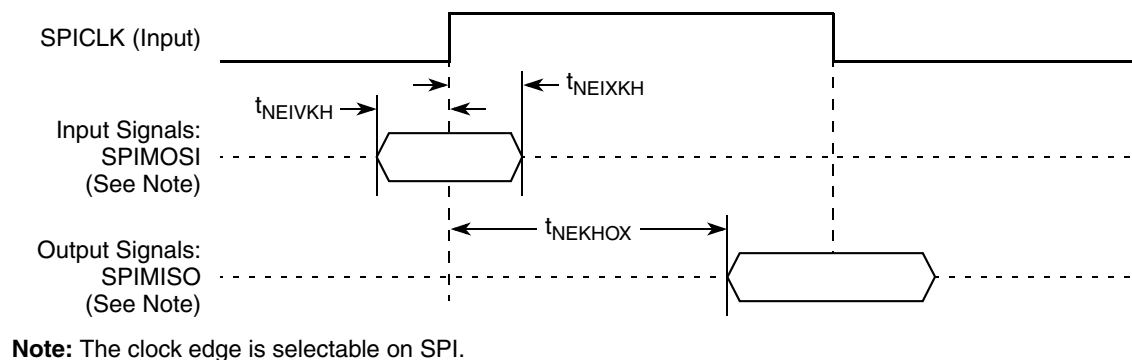 SPICLK (Input)
tNEIXKH
tNEIVKH
Input Signals:
SPIMOSI
(See Note)
tNEKHOX
Output Signals:
SPIMISO
(See Note)
Note: The clock edge is selectable on SPI.